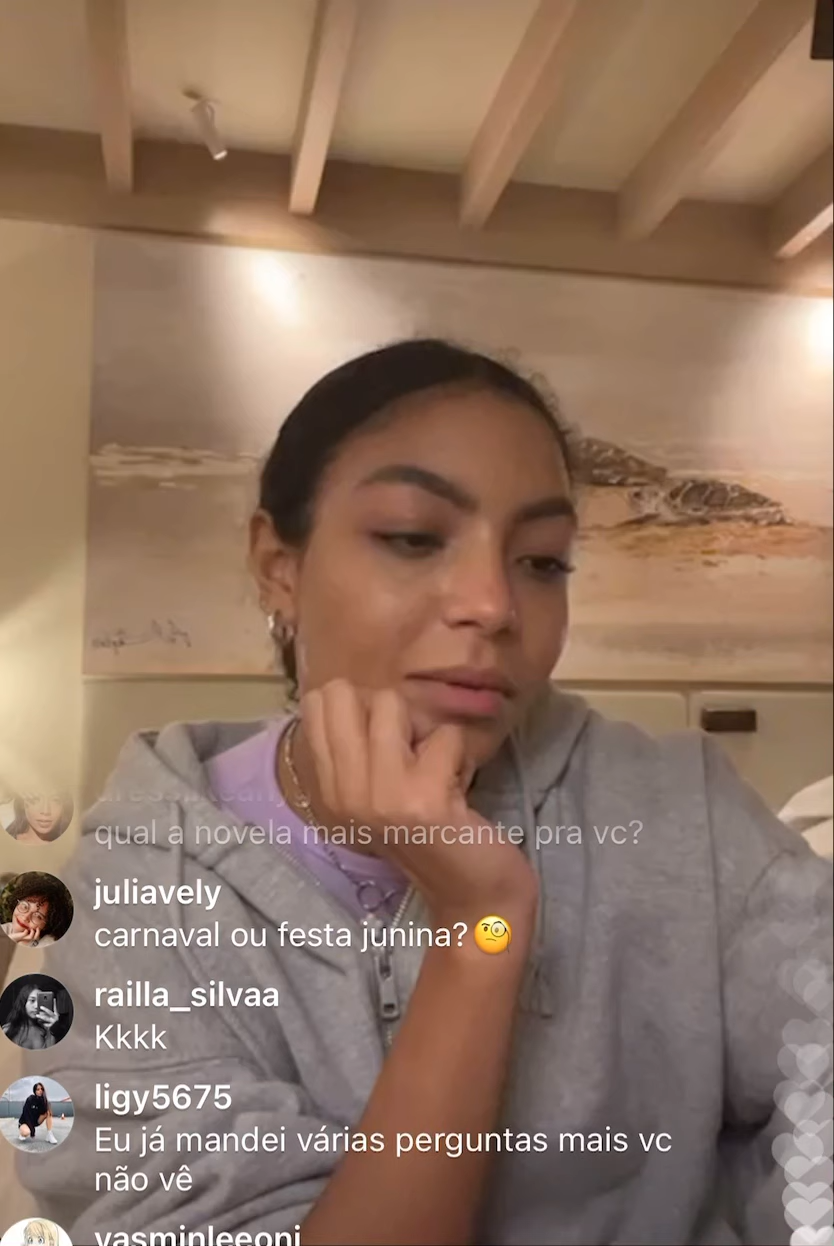 qual a novela mais marcante pra vc?
juliavely
carnaval ou festa junina?🧐
railla_silvaa
Kkkk
ligy5675
Eu já mandei várias perguntas mais vc
não vê
yasminleeoni